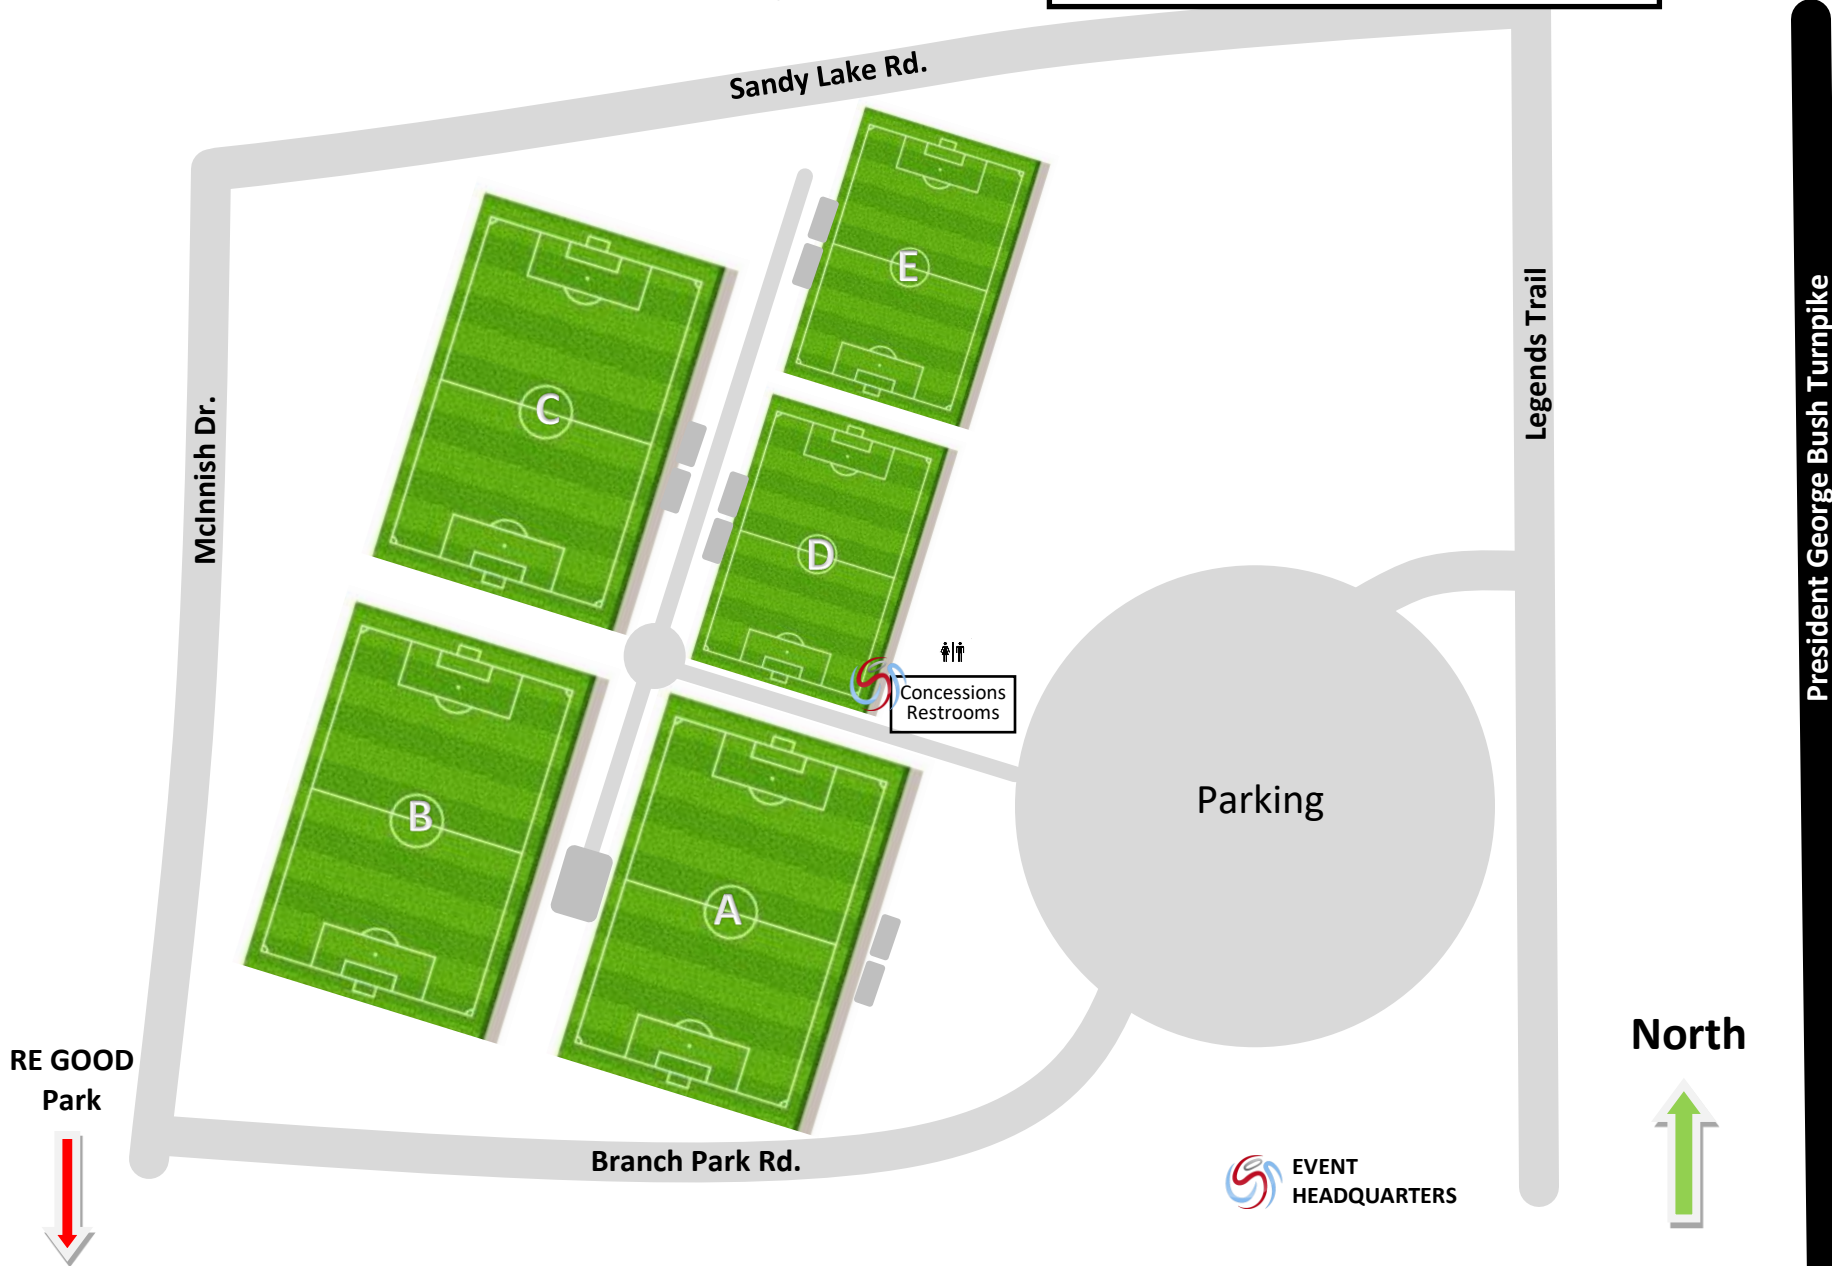 Sandy Lake Rd.
E
C
Legends Trail
President George Bush Turnpike
McInnish Dr.
D
Concessions
Restrooms
Parking
B
A
North
RE GOOD
Park
Branch Park Rd.
EVENT
HEADQUARTERS